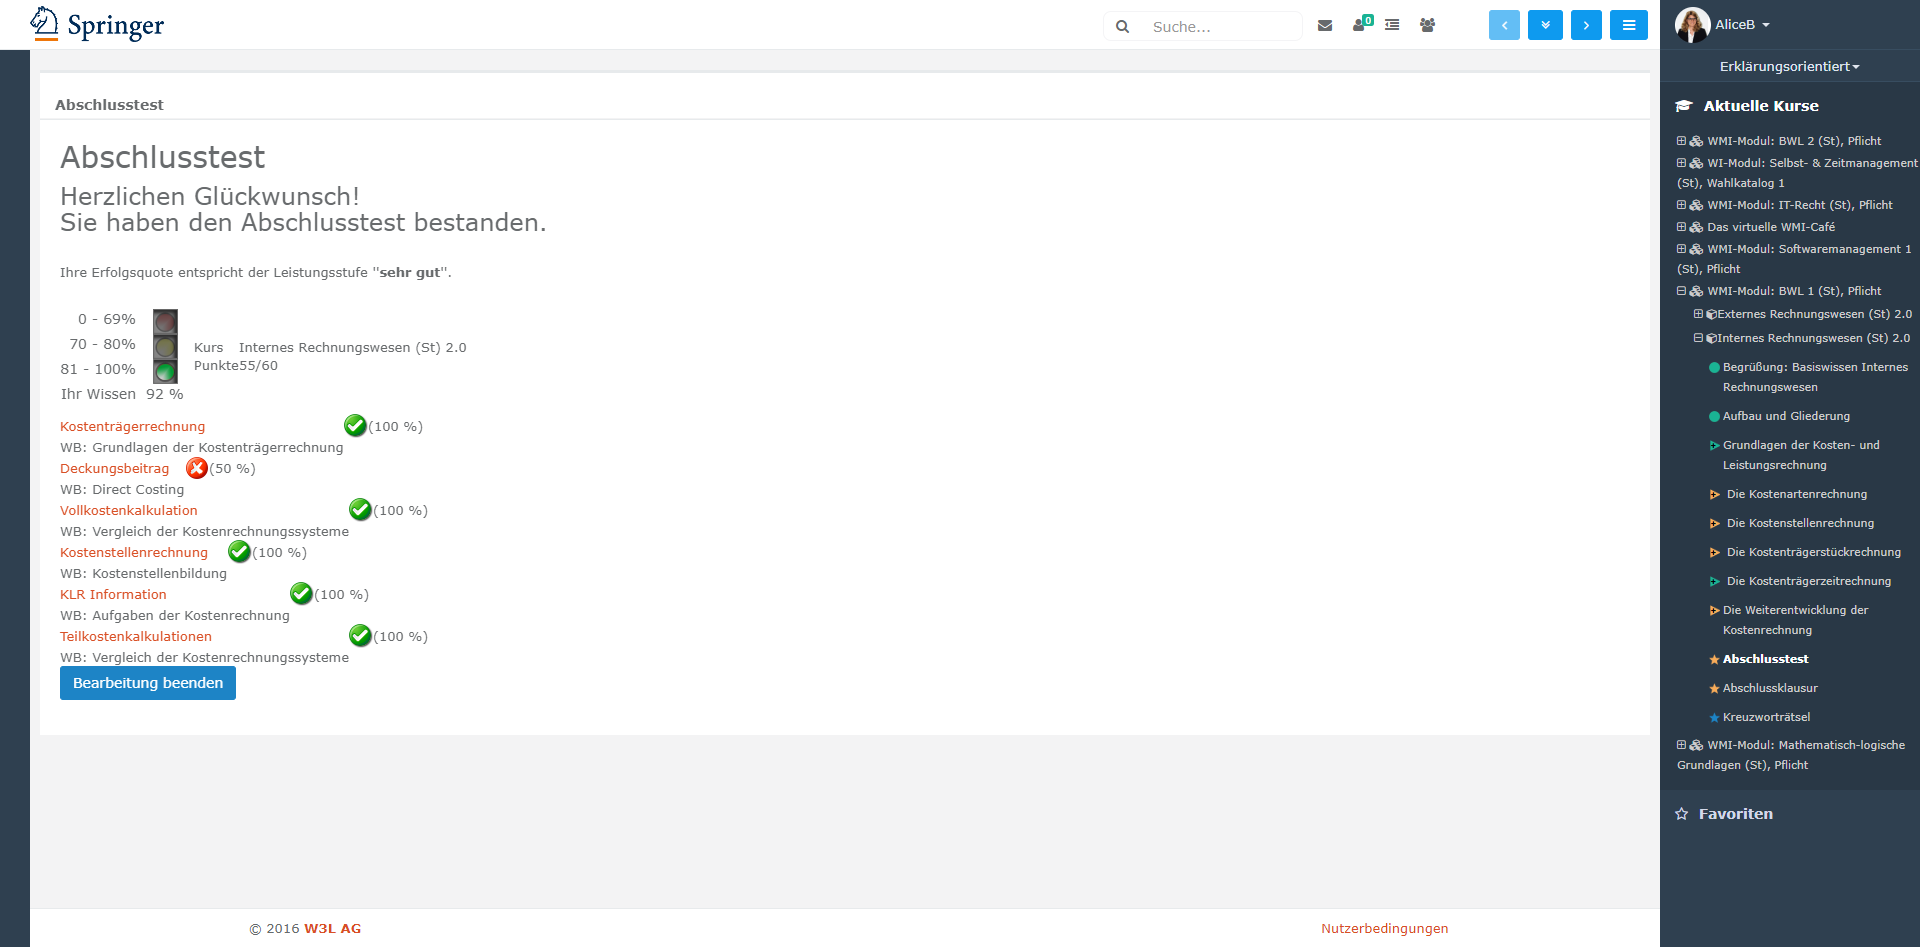 Springer
Suche...
0
AliceB
Erklärungsorientiert
Aktuelle Kurse
Abschlusstest
Abschlusstest
Herzlichen Glückwunsch!
Sie haben den Abschlusstest bestanden.
Ihre Erfolgsquote entspricht der Leistungsstufe "sehr gut".
0 - 69%
70 - 80%
81 - 100%
Ihr Wissen 92 %
Kurs Internes Rechnungswesen (St) 2.0
Punkte55/60
Kostenträgerrechnung (100 %)
WB: Grundlagen der Kostenträgerrechnung
Deckungsbeitrag (50 %)
WB: Direct Costing
Vollkostenkalkulation (100 %)
WB: Vergleich der Kostenrechnungssysteme
Kostenstellenrechnung (100 %)
WB: Kostenstellenbildung
KLR Information (100 %)
WB: Aufgaben der Kostenrechnung
Teilkostenkalkulationen (100 %)
WB: Vergleich der Kostenrechnungssysteme
Bearbeitung beenden
WMI-Modul: BWL 2 (St), Pflicht
WI-Modul: Selbst- & Zeitmanagement
(St), Wahlkatalog 1
WMI-Modul: IT-Recht (St), Pflicht
Das virtuelle WMI-Café
WMI-Modul: Softwaremanagement 1
(St), Pflicht
WMI-Modul: BWL 1 (St), Pflicht
Externes Rechnungswesen (St) 2.0
Internes Rechnungswesen (St) 2.0
Begrüßung: Basiswissen Internes
Rechnungswesen
Aufbau und Gliederung
Grundlagen der Kosten- und
Leistungsrechnung
Die Kostenartenrechnung
Die Kostenstellenrechnung
Die Kostenträgerstückrechnung
Die Kostenträgerzeitrechnung
Die Weiterentwicklung der
Kostenrechnung
Abschlusstest
Abschlussklausur
Kreuzworträtsel
WMI-Modul: Mathematisch-logische
Grundlagen (St), Pflicht
Favoriten
© 2016 W3L AG
Nutzerbedingungen